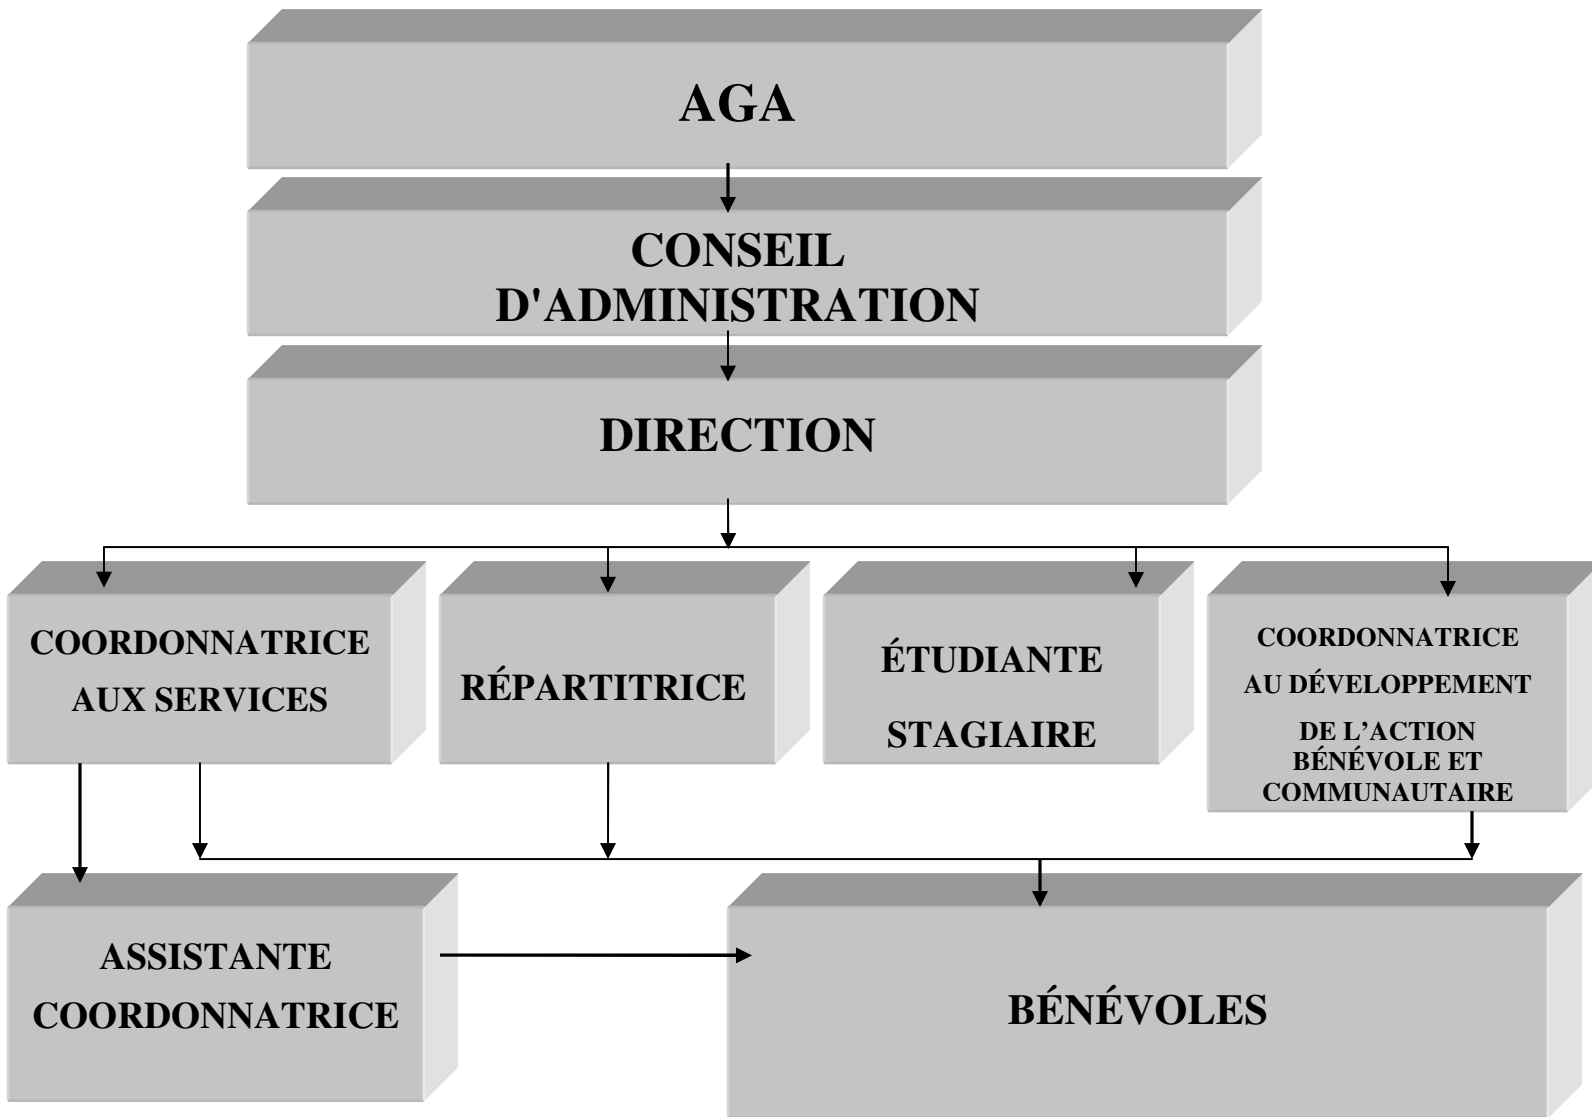 AGA
CONSEIL
D'ADMINISTRATION
DIRECTION
COORDONNATRICE
AUX SERVICES
RÉPARTITRICE
ÉTUDIANTE
STAGIAIRE
COORDONNATRICE
AU DÉVELOPPEMENT
DE L’ACTION
BÉNÉVOLE ET
COMMUNAUTAIRE
ASSISTANTE
COORDONNATRICE
BÉNÉVOLES